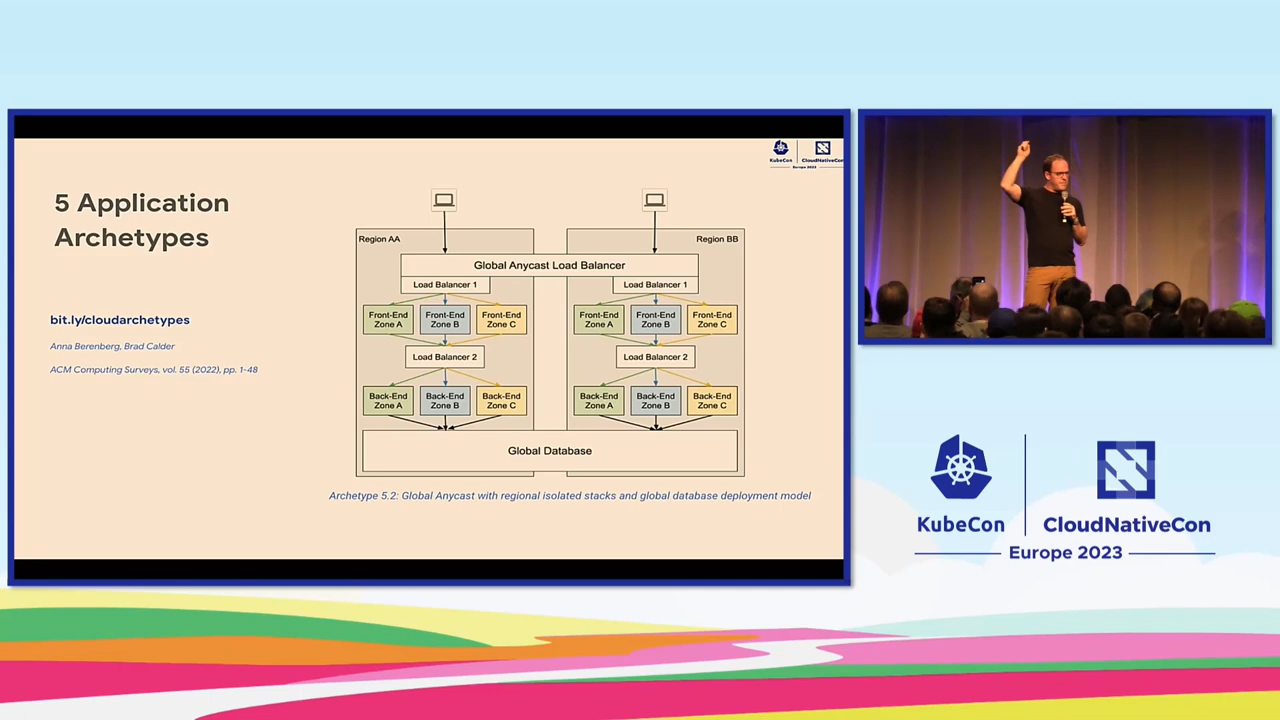 5 Application
Archetypes
bit.ly/cloudarchetypes
Anna Berenberg, Brad Calder
ACM Computing Surveys, vol. 55 (2022), pp. 1-48
KubeCon
CloudNativeCon
Europe 2023
Region AA
Region BB
Global Anycast Load Balancer
Load Balancer 1
Load Balancer 1
Front-End
Zone A
Front-End
Zone B
Front-End
Zone C
Front-End
Zone A
Front-End
Zone B
Front-End
Zone C
Load Balancer 2
Load Balancer 2
Back-End
Zone A
Back-End
Zone B
Back-End
Zone C
Back-End
Zone A
Back-End
Zone B
Back-End
Zone C
Global Database
Archetype 5.2: Global Anycast with regional isolated stacks and global database deployment model
KubeCon
CloudNativeCon
Europe 2023